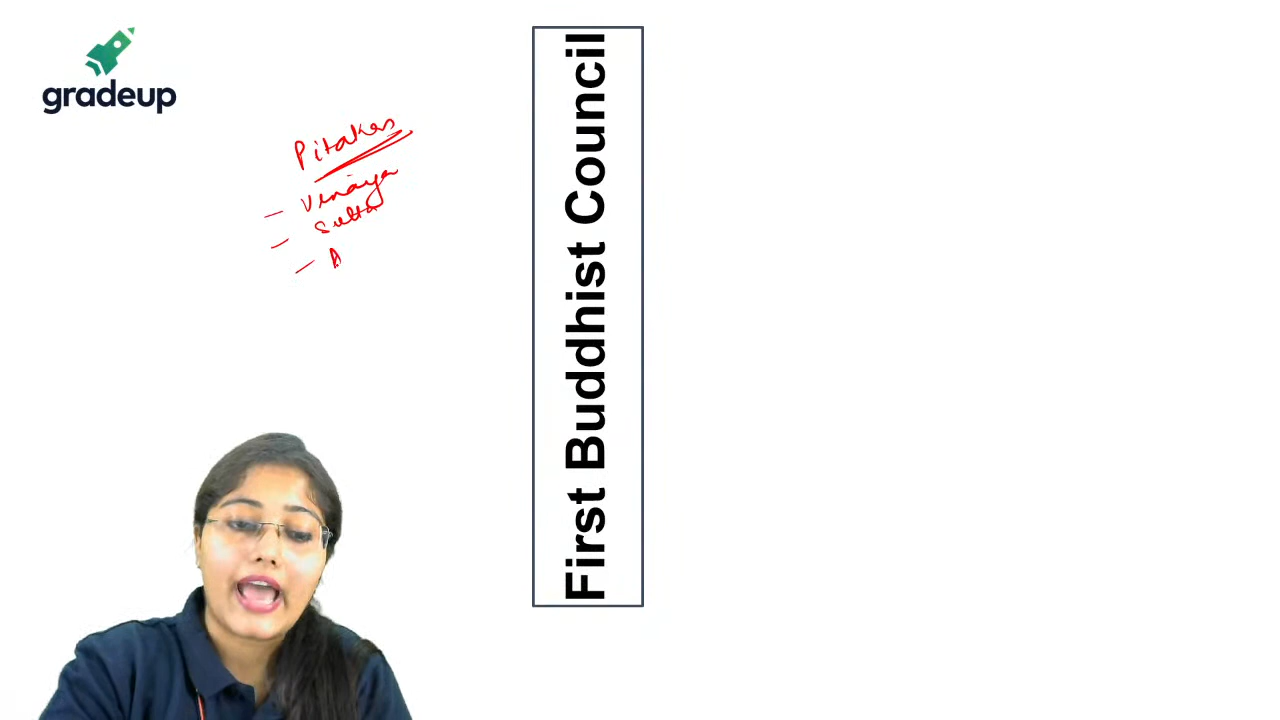 gradeup
Pitakas
- Vinaya
- Sutta
- A
First Buddhist Council